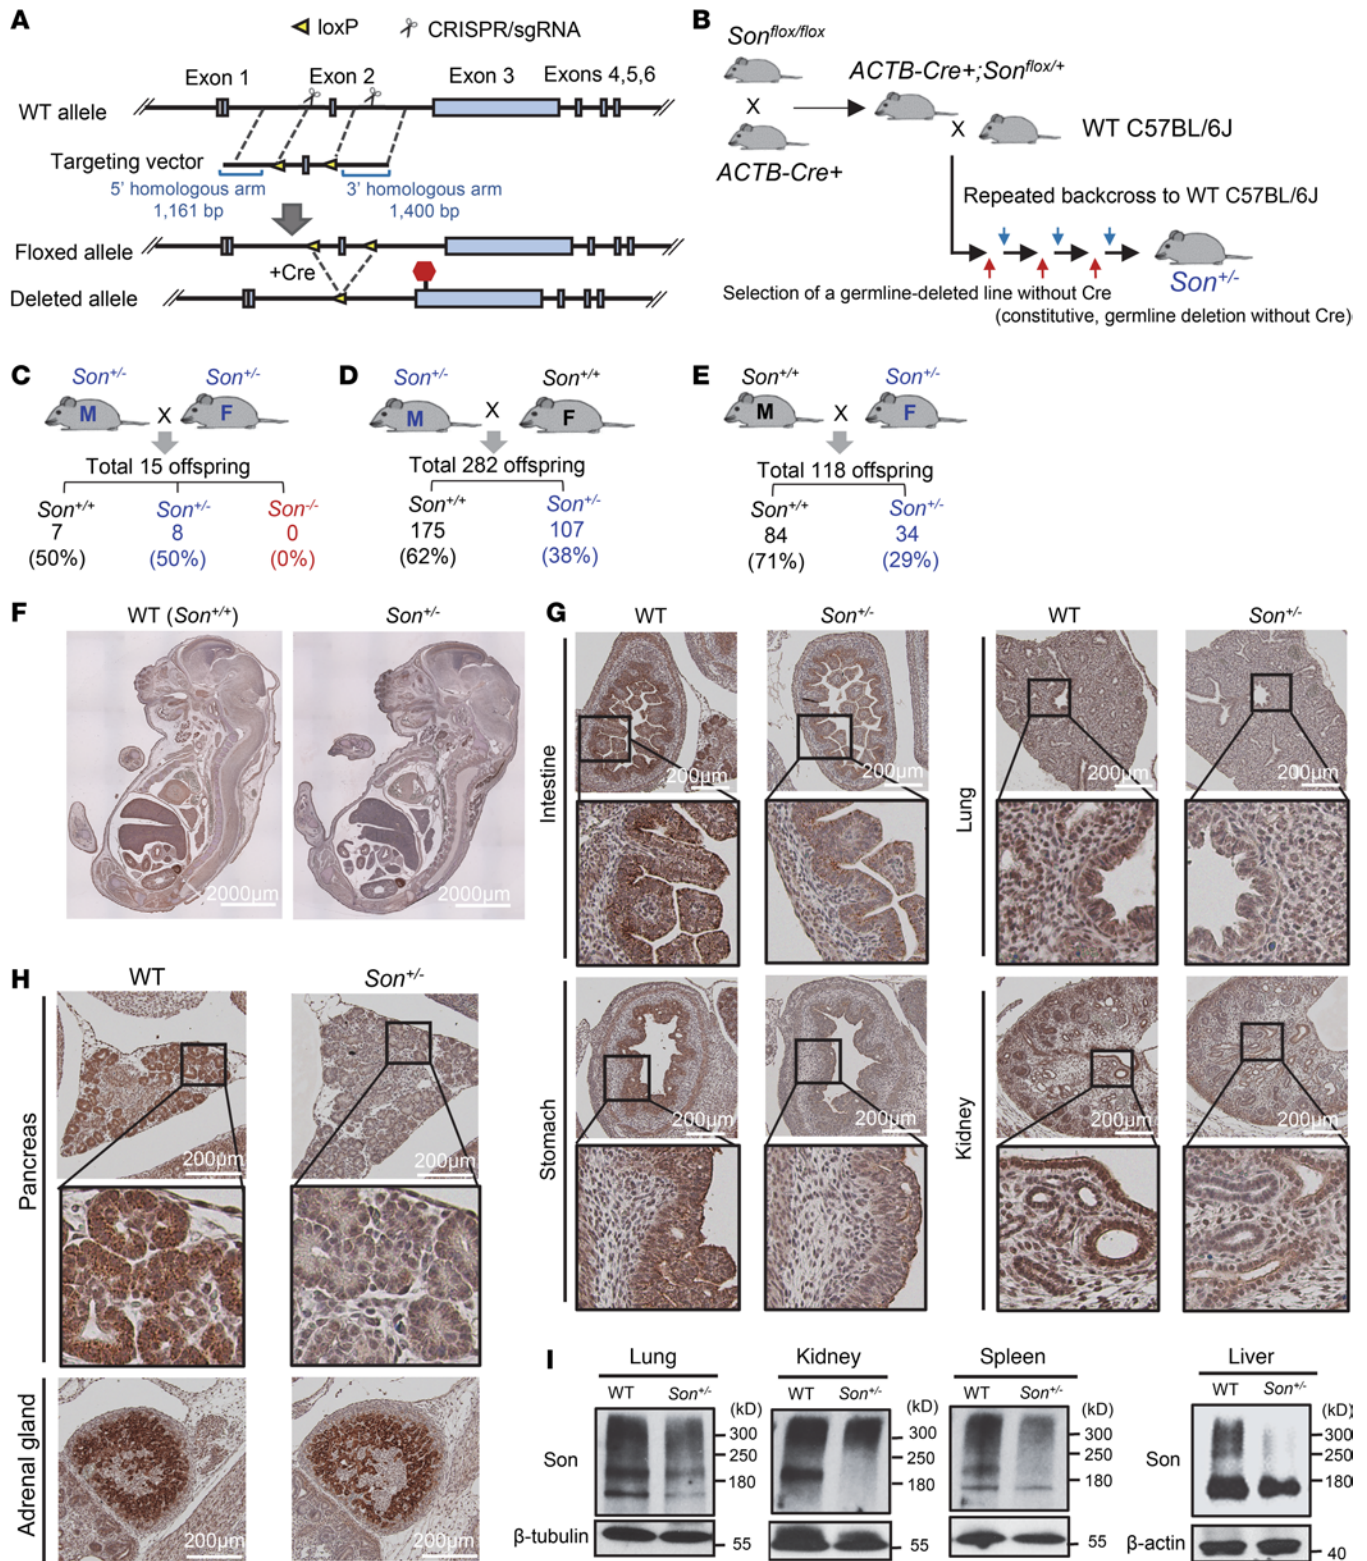 A
loxP
CRISPR/sgRNA
Exon 1
Exon 2
Exon 3
Exons 4,5,6
WT allele
Targeting vector
5' homologous arm
1,161 bp
3' homologous arm
1,400 bp
Floxed allele
+Cre
Deleted allele
B
Son^flox/flox
X
ACTB-Cre+
ACTB-Cre+;Son^flox/+
X
WT C57BL/6J
Repeated backcross to WT C57BL/6J
Son^+/-
Selection of a germline-deleted line without Cre
(constitutive, germline deletion without Cre)
C
Son^+/-
Son^+/-
M X F
Total 15 offspring
Son^+/+ Son^+/- Son^-/-
7 8 0
(50%) (50%) (0%)
D
Son^+/-
Son^+/+
M X F
Total 282 offspring
Son^+/+ Son^+/-
175 107
(62%) (38%)
E
Son^+/+
Son^+/-
M X F
Total 118 offspring
Son^+/+ Son^+/-
84 34
(71%) (29%)
F
WT (Son^+/+)
Son^+/-
2000µm
2000µm
G
WT
Son^+/-
WT
Son^+/-
Intestine
200µm
200µm
Lung
200µm
200µm
Stomach
200µm
200µm
Kidney
200µm
200µm
H
WT
Son^+/-
Pancreas
200µm
200µm
Adrenal gland
200µm
200µm
I
Lung
WT Son^+/-
(kD)
Son
300
250
180
β-tubulin
55
Kidney
WT Son^+/-
(kD)
300
250
180
55
Spleen
WT Son^+/-
(kD)
300
250
180
55
Liver
WT Son^+/-
(kD)
Son
300
250
180
β-actin
40